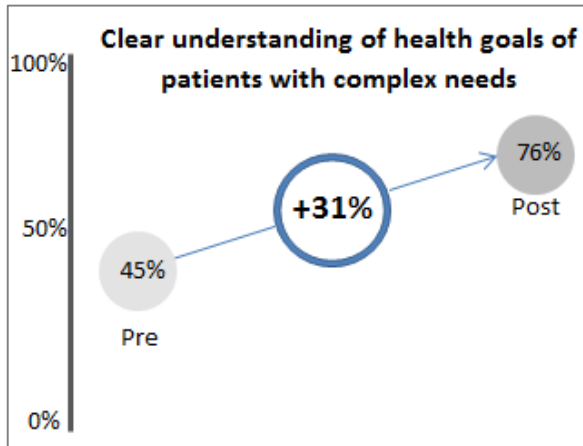 Clear understanding of health goals of
patients with complex needs
100%
76%
Post
+31%
50%
45%
Pre
0%